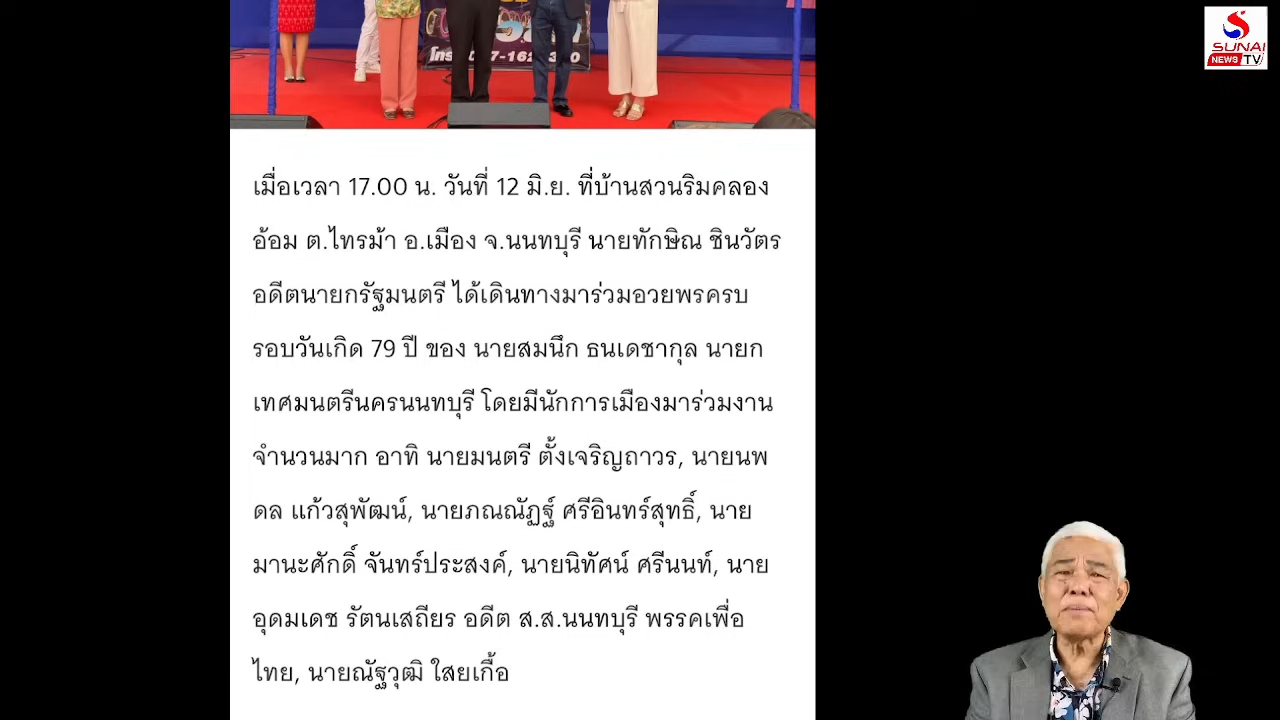 SUNAI
NEWS TV
เมื่อเวลา 17.00 น. วันที่ 12 มิ.ย. ที่บ้านสวนริมคลอง
อ้อม ต.ไทรม้า อ.เมือง จ.นนทบุรี นายทักษิณ ชินวัตร
อดีตนายกรัฐมนตรี ได้เดินทางมาร่วมอวยพรครบ
รอบวันเกิด 79 ปี ของ นายสมนึก ธนเดชากุล นายก
เทศมนตรีนครนนทบุรี โดยมีนักการเมืองมาร่วมงาน
จำนวนมาก อาทิ นายมนตรี ตั้งเจริญถาวร, นายนพ
ดล แก้วสุพัฒน์, นายภณณัฏฐ์ ศรีอินทร์สุทธิ์, นาย
มานะศักดิ์ จันทร์ประสงค์, นายนิทัศน์ ศรีนนท์, นาย
อุดมเดช รัตนเสถียร อดีต ส.ส.นนทบุรี พรรคเพื่อ
ไทย, นายณัฐวุฒิ ใสยเกื้อ